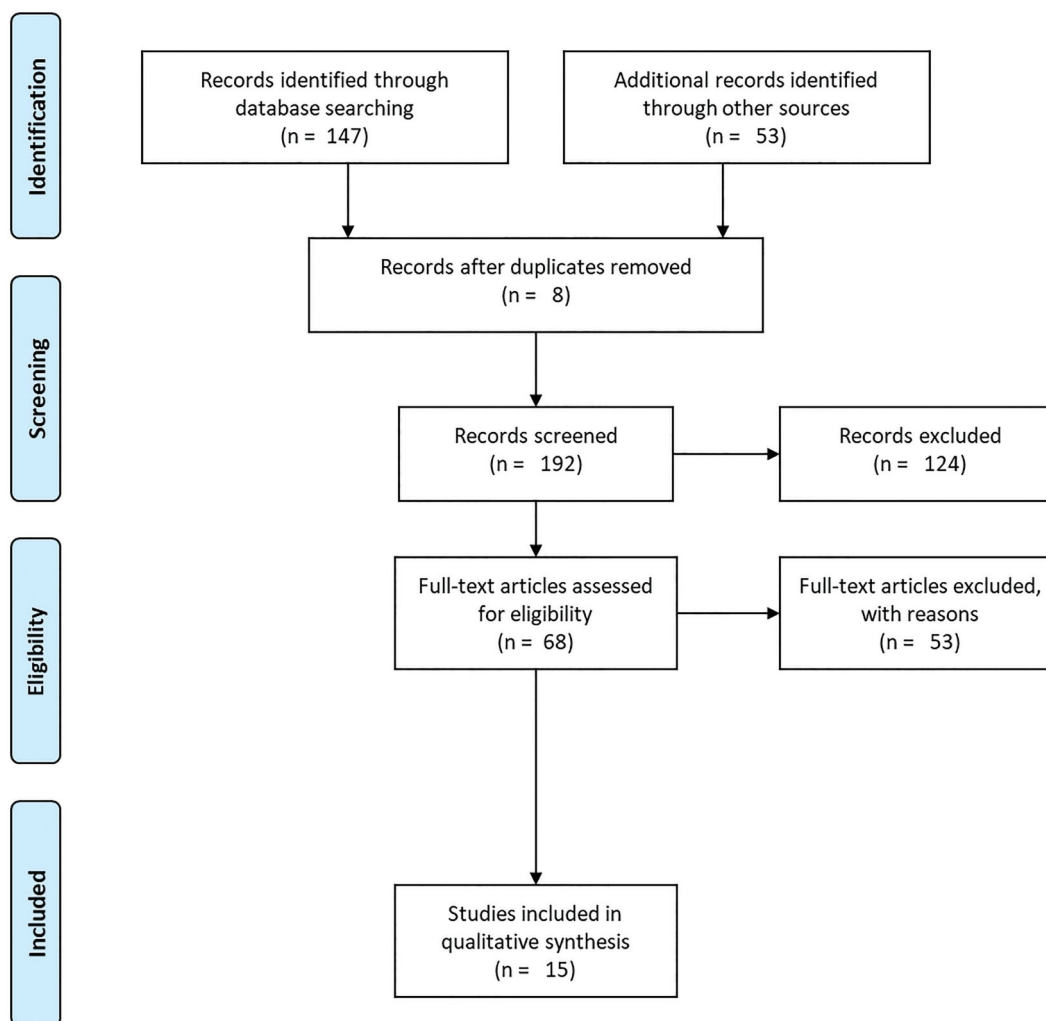 Identification
Records identified through
database searching
(n = 147)
Additional records identified
through other sources
(n = 53)
Records after duplicates removed
(n = 8)
Screening
Records screened
(n = 192)
Records excluded
(n = 124)
Eligibility
Full-text articles assessed
for eligibility
(n = 68)
Full-text articles excluded,
with reasons
(n = 53)
Included
Studies included in
qualitative synthesis
(n = 15)